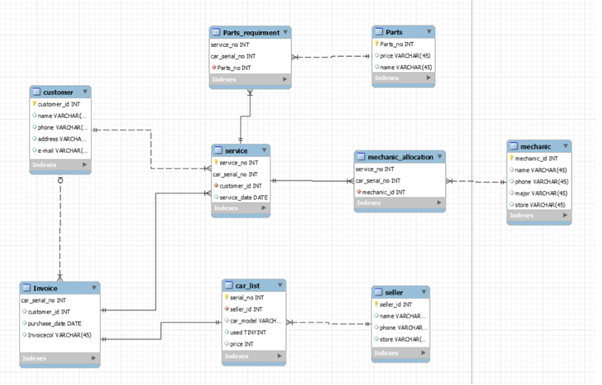 Parts_requirment
service_no INT
car_serial_no INT
Parts_no INT
Indexes
Parts
Parts_no INT
price VARCHAR(45)
name VARCHAR(45)
Indexes
customer
customer_id INT
name VARCHAR(...
phone VARCHAR(...
address VARCHA...
e-mail VARCHAR(...
Indexes
service
service_no INT
car_serial_no INT
customer_id INT
service_date DATE
Indexes
mechanic_allocation
service_no INT
car_serial_no INT
mechanic_id INT
Indexes
mechanic
mechanic_id INT
name VARCHAR(45)
phone VARCHAR(45)
major VARCHAR(45)
store VARCHAR(45)
Indexes
Invoice
car_serial_no INT
customer_id INT
purchase_date DATE
Invoicecol VARCHAR(45)
Indexes
car_list
serial_no INT
seller_id INT
car_model VARCH...
used TINYINT
price INT
Indexes
seller
seller_id INT
name VARCHAR...
phone VARCHAR...
store VARCHAR(...
Indexes